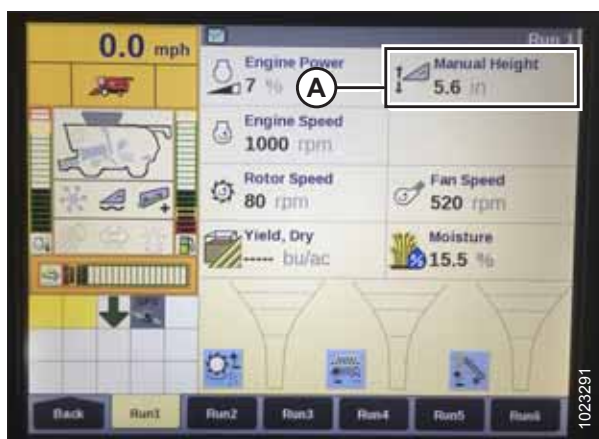 0.0 mph
Run 1
Engine Power
7 %
A
Manual Height
5.6 in
Engine Speed
1000 rpm
Rotor Speed
80 rpm
Fan Speed
520 rpm
Yield, Dry
----- bu/ac
Moisture
15.5 %
Back
Run1
Run2
Run3
Run4
Run5
Run6
1023291